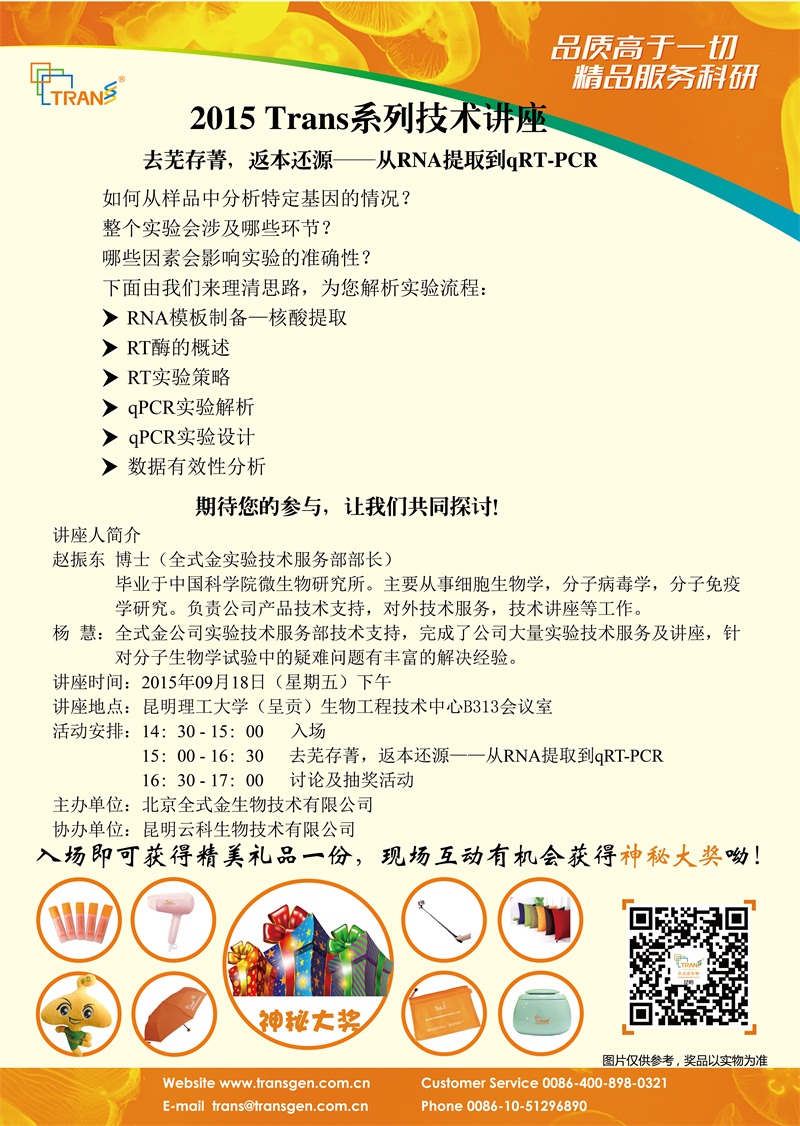 品质高于一切
精品服务科研
TRANS®
2015 Trans系列技术讲座
去芜存菁，返本还源——从RNA提取到qRT-PCR
如何从样品中分析特定基因的情况？
整个实验会涉及哪些环节？
哪些因素会影响实验的准确性？
下面由我们来理清思路，为您解析实验流程：
➤ RNA模板制备—核酸提取
➤ RT酶的概述
➤ RT实验策略
➤ qPCR实验解析
➤ qPCR实验设计
➤ 数据有效性分析
期待您的参与，让我们共同探讨!
讲座人简介
赵振东 博士（全式金实验技术服务部部长）
毕业于中国科学院微生物研究所。主要从事细胞生物学，分子病毒学，分子免疫
学研究。负责公司产品技术支持，对外技术服务，技术讲座等工作。
杨 慧：全式金公司实验技术服务部技术支持，完成了公司大量实验技术服务及讲座，针
对分子生物学试验中的疑难问题有丰富的解决经验。
讲座时间：2015年09月18日（星期五）下午
讲座地点：昆明理工大学（呈贡）生物工程技术中心B313会议室
活动安排：14：30 - 15：00 入场
15：00 - 16：30 去芜存菁，返本还源——从RNA提取到qRT-PCR
16：30 - 17：00 讨论及抽奖活动
主办单位：北京全式金生物技术有限公司
协办单位：昆明云科生物技术有限公司
入场即可获得精美礼品一份，现场互动有机会获得神秘大奖呦！
神秘大奖
TRANS
图片仅供参考，奖品以实物为准
Website www.transgen.com.cn Customer Service 0086-400-898-0321
E-mail trans@transgen.com.cn Phone 0086-10-51296890